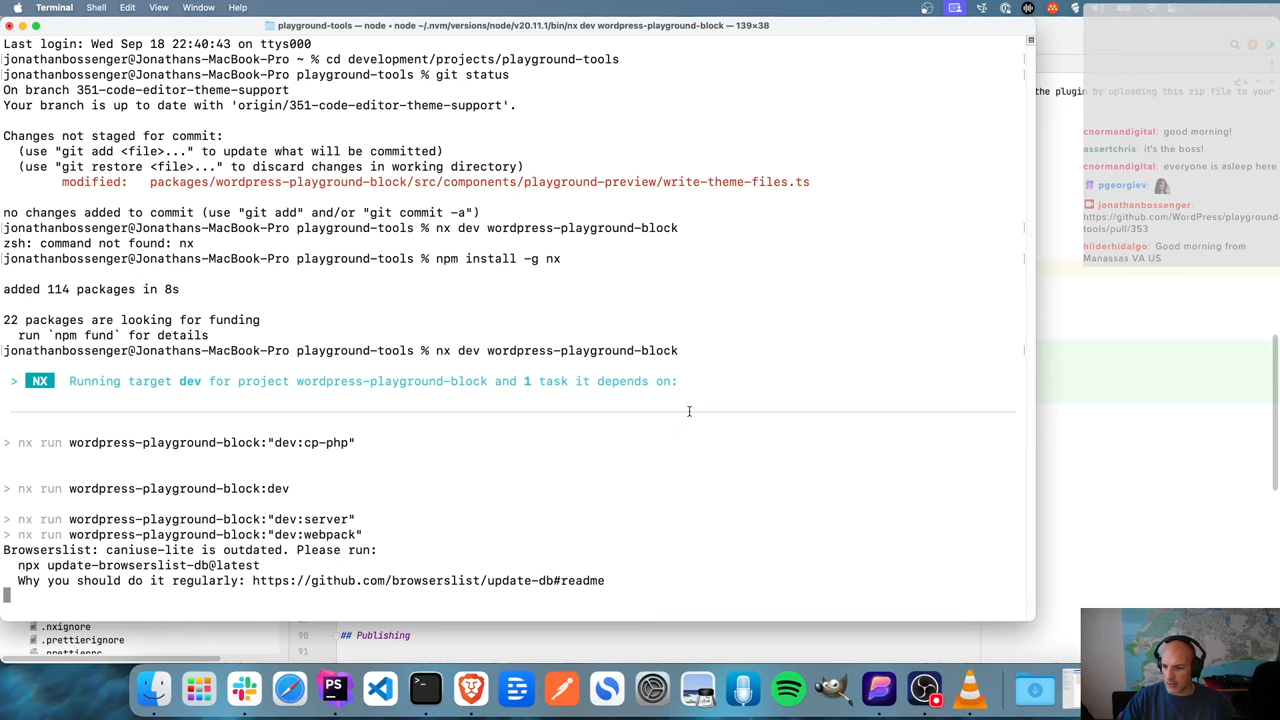 Terminal Shell Edit View Window Help
playground-tools — node ‹ node ~/.nvm/versions/node/v20.11.1/bin/nx dev wordpress-playground-block — 139×38
Last login: Wed Sep 18 22:40:43 on ttys000
jonathanbossenger@Jonathans-MacBook-Pro ~ % cd development/projects/playground-tools
jonathanbossenger@Jonathans-MacBook-Pro playground-tools % git status
On branch 351-code-editor-theme-support
Your branch is up to date with 'origin/351-code-editor-theme-support'.
Changes not staged for commit:
(use "git add <file>..." to update what will be committed)
(use "git restore <file>..." to discard changes in working directory)
modified: packages/wordpress-playground-block/src/components/playground-preview/write-theme-files.ts
no changes added to commit (use "git add" and/or "git commit -a")
jonathanbossenger@Jonathans-MacBook-Pro playground-tools % nx dev wordpress-playground-block
zsh: command not found: nx
jonathanbossenger@Jonathans-MacBook-Pro playground-tools % npm install -g nx
added 114 packages in 8s
22 packages are looking for funding
run `npm fund` for details
jonathanbossenger@Jonathans-MacBook-Pro playground-tools % nx dev wordpress-playground-block
> NX Running target dev for project wordpress-playground-block and 1 task it depends on:
> nx run wordpress-playground-block:"dev:cp-php"
> nx run wordpress-playground-block:dev
> nx run wordpress-playground-block:"dev:server"
> nx run wordpress-playground-block:"dev:webpack"
Browserslist: caniuse-lite is outdated. Please run:
npx update-browserslist-db@latest
Why you should do it regularly: https://github.com/browserslist/update-db#readme
the plugin by uploading this zip file to your
cnormandigital: good morning!
assertchris: it's the boss!
cnormandigital: everyone is asleep here
pgeorgiev:
jonathanbossenger:
https://github.com/WordPress/playground-
tools/pull/353
hilderhidalgo: Good morning from
Manassas VA US
.nxignore
.prettierignore
.prettierrc
90 ## Publishing
91